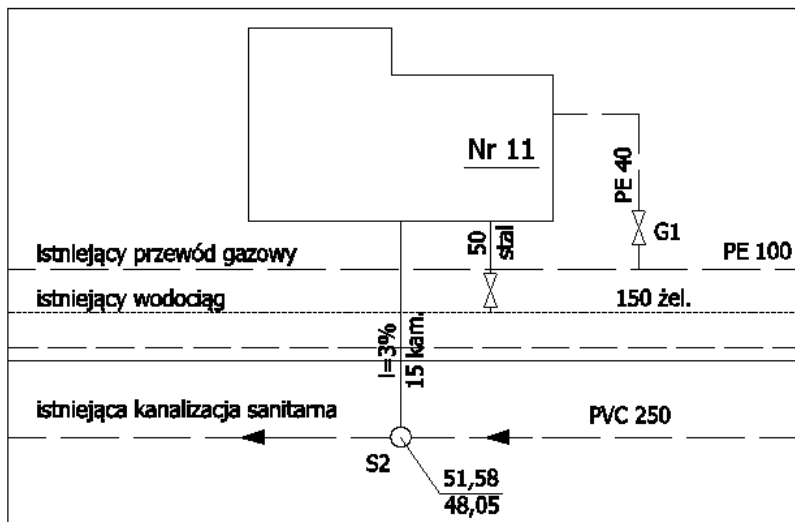 Nr 11
PE 40
G1
50
stal
istniejący przewód gazowy
PE 100
istniejący wodociąg
150 żel.
i=3%
15 kam.
istniejąca kanalizacja sanitarna
PVC 250
S2
51,58
48,05